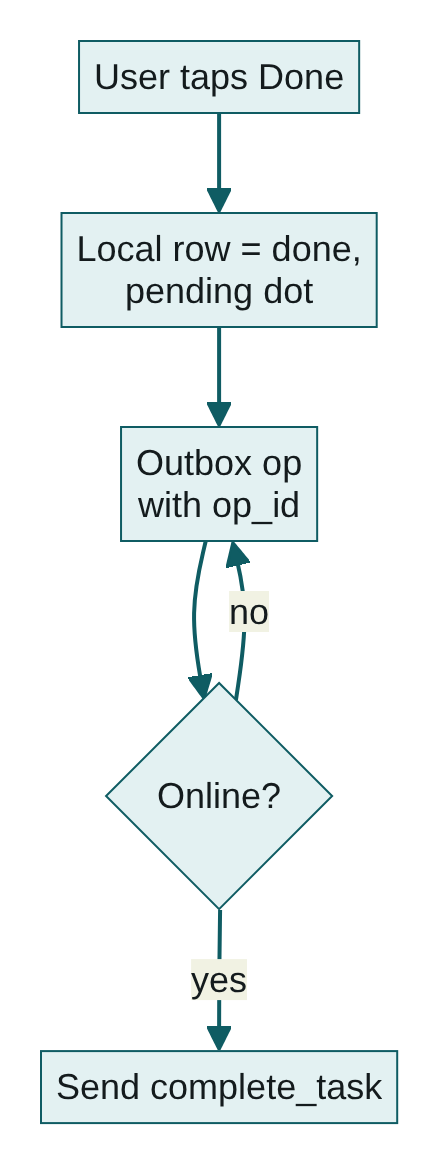 User taps Done
Local row = done,
pending dot
Outbox op
with op_id
no
Online?
yes
Send complete_task